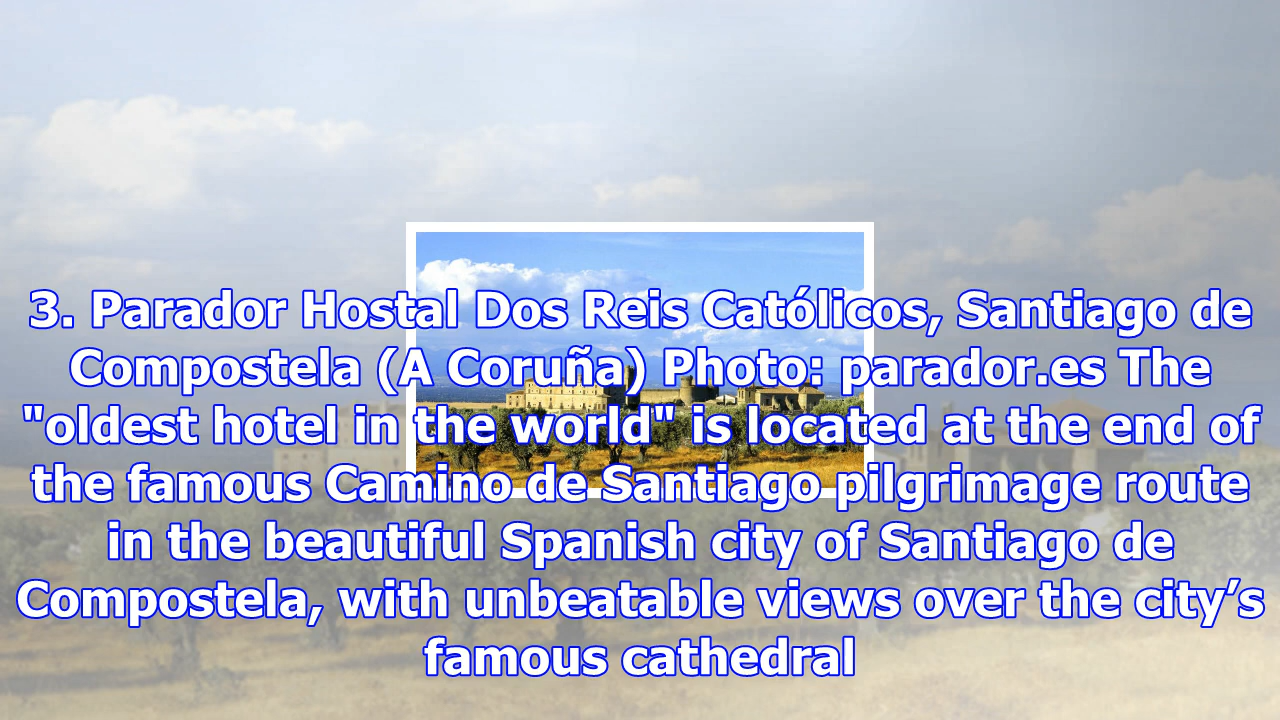 3. Parador Hostal Dos Reis Católicos, Santiago de
Compostela (A Coruña) Photo: parador.es The
"oldest hotel in the world" is located at the end of
the famous Camino de Santiago pilgrimage route
in the beautiful Spanish city of Santiago de
Compostela, with unbeatable views over the city’s
famous cathedral